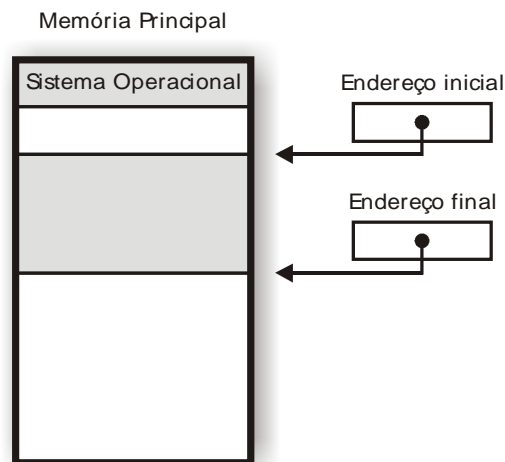 Memória Principal
Sistema Operacional
Endereço inicial
Endereço final